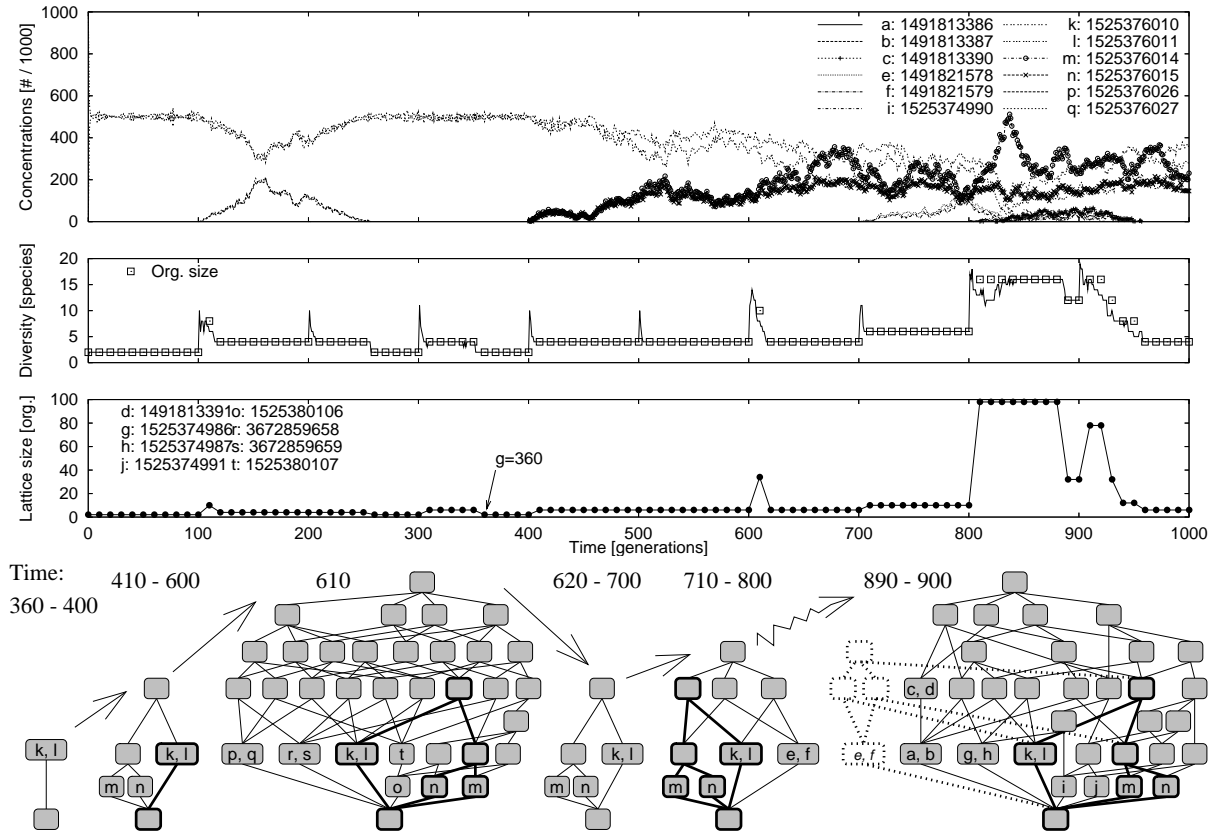 Concentrations [# / 1000]
1000
800
600
400
200
0
a: 1491813386
b: 1491813387
c: 1491813390
e: 1491821578
f: 1491821579
i: 1525374990
k: 1525376010
l: 1525376011
m: 1525376014
n: 1525376015
p: 1525376026
q: 1525376027
Diversity [species]
20
15
10
5
0
Org. size
Lattice size [org.]
100
80
60
40
20
0
d: 1491813391o: 1525380106
g: 1525374986r: 3672859658
h: 1525374987s: 3672859659
j: 1525374991 t: 1525380107
g=360
0 100 200 300 400 500 600 700 800 900 1000
Time [generations]
Time:
360 - 400
410 - 600
610
620 - 700
710 - 800
890 - 900
k, l
k, l
m n
p, q r, s k, l t
o n m
k, l
m n
k, l e, f
m n
c, d
e, f a, b g, h k, l
i j m n